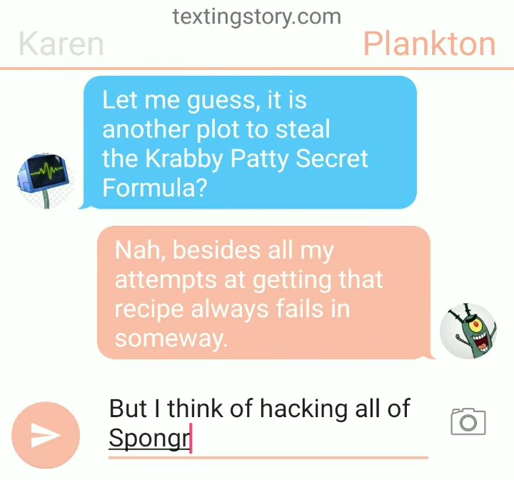 textingstory.com
Karen
Plankton
Let me guess, it is
another plot to steal
the Krabby Patty Secret
Formula?
Nah, besides all my
attempts at getting that
recipe always fails in
someway.
But I think of hacking all of
Spongr